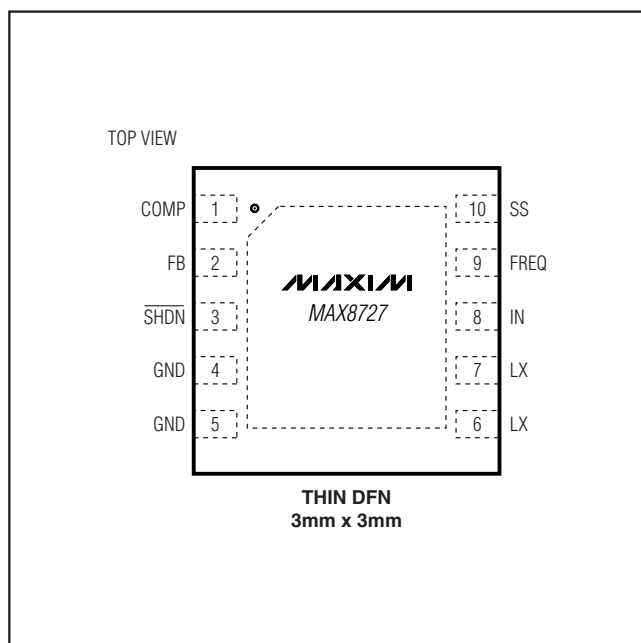 TOP VIEW
COMP 1 10 SS
FB 2 9 FREQ
MAXIM
SHDN 3 MAX8727 8 IN
GND 4 7 LX
GND 5 6 LX
THIN DFN
3mm x 3mm